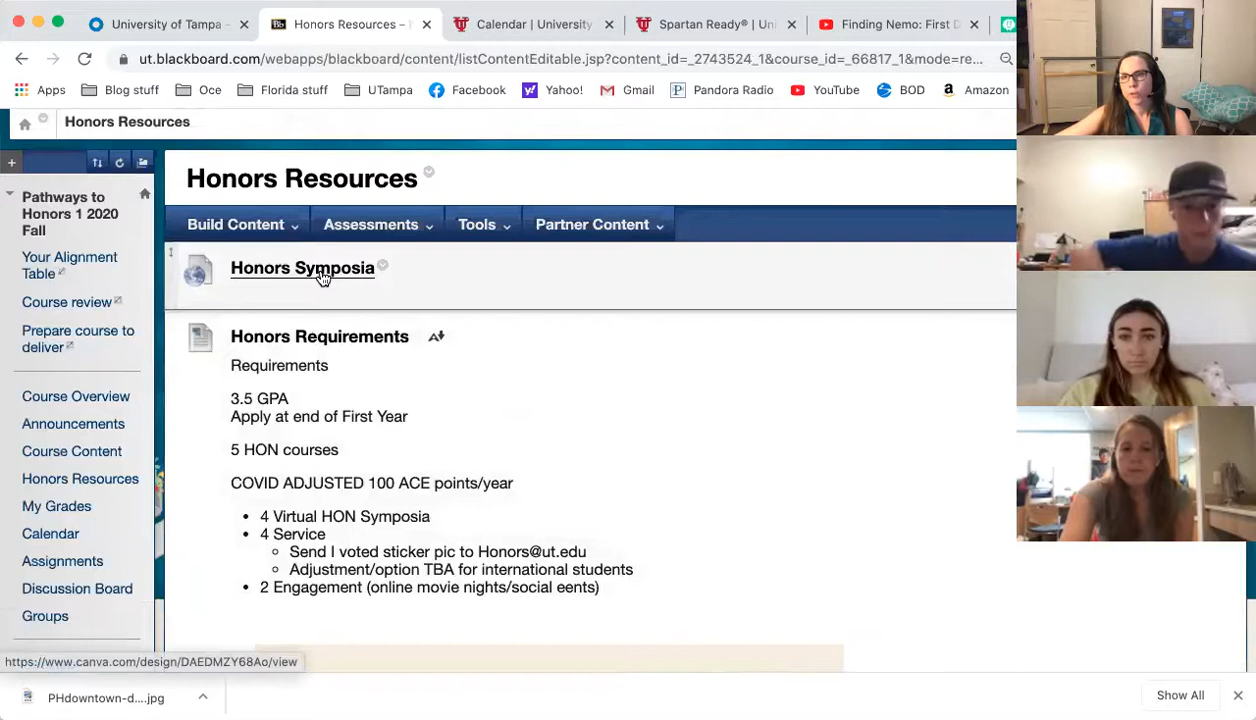 University of Tampa -
Honors Resources –
Calendar | University
Spartan Ready® | Uni
Finding Nemo: First D
ut.blackboard.com/webapps/blackboard/content/listContentEditable.jsp?content_id=_2743524_1&course_id=_66817_1&mode=re...
Apps
Blog stuff
Oce
Florida stuff
UTampa
Facebook
Yahoo!
Gmail
Pandora Radio
YouTube
BOD
Amazon
Honors Resources
Pathways to
Honors 1 2020
Fall
Your Alignment
Table
Course review
Prepare course to
deliver
Course Overview
Announcements
Course Content
Honors Resources
My Grades
Calendar
Assignments
Discussion Board
Groups
Honors Resources
Build Content
Assessments
Tools
Partner Content
Honors Symposia
Honors Requirements
Requirements
3.5 GPA
Apply at end of First Year
5 HON courses
COVID ADJUSTED 100 ACE points/year
• 4 Virtual HON Symposia
• 4 Service
Send I voted sticker pic to Honors@ut.edu
Adjustment/option TBA for international students
• 2 Engagement (online movie nights/social eents)
https://www.canva.com/design/DAEDMZY68Ao/view
PHdowntown-d....jpg
Show All